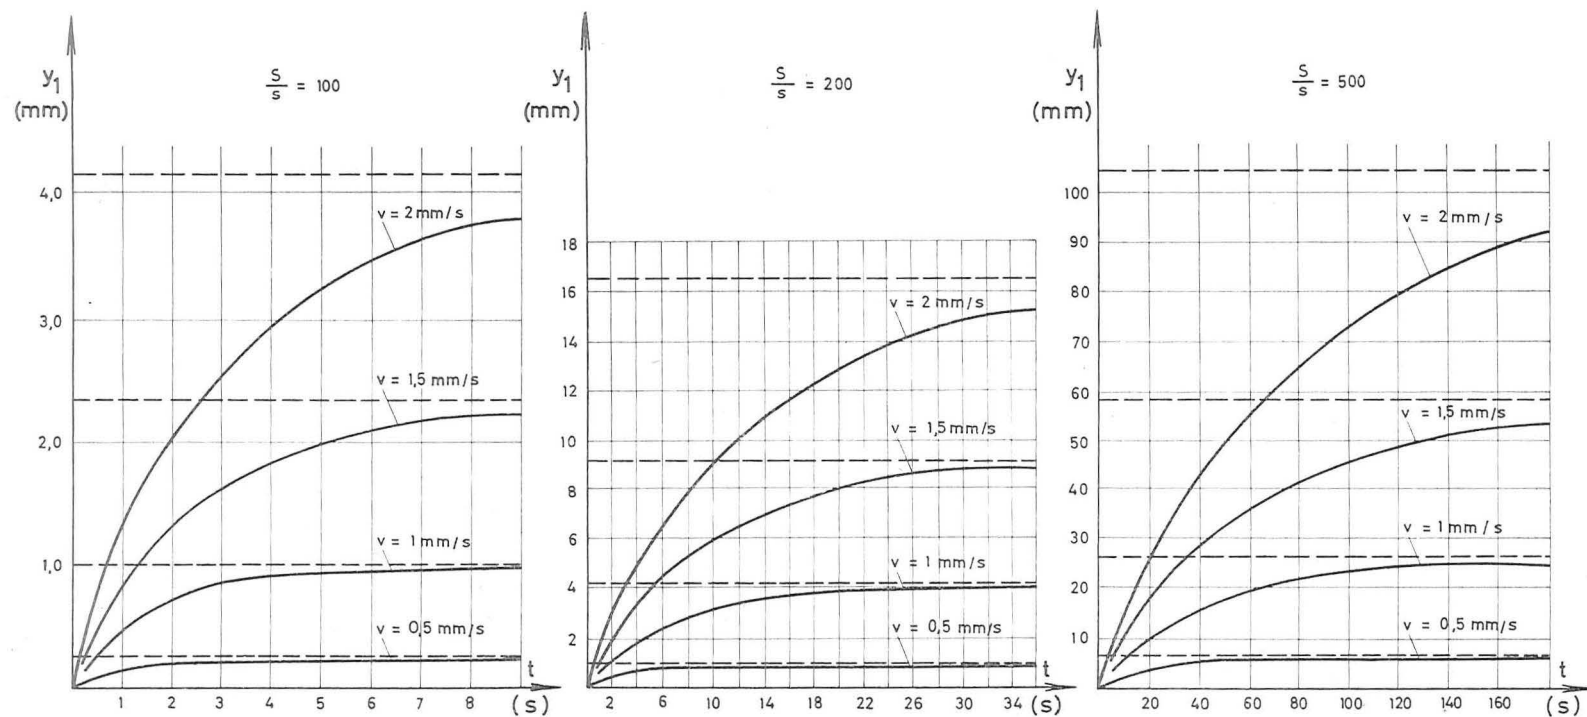 y₁
(mm)
S/s = 100
4,0
3,0
2,0
1,0
v = 2 mm/s
v = 1,5 mm/s
v = 1 mm/s
v = 0,5 mm/s
t
(s)
1 2 3 4 5 6 7 8
y₁
(mm)
S/s = 200
18
16
14
12
10
8
6
4
2
v = 2 mm/s
v = 1,5 mm/s
v = 1 mm/s
v = 0,5 mm/s
t
(s)
2 6 10 14 18 22 26 30 34
y₁
(mm)
S/s = 500
100
90
80
70
60
50
40
30
20
10
v = 2 mm/s
v = 1,5 mm/s
v = 1 mm/s
v = 0,5 mm/s
t
(s)
20 40 60 80 100 120 140 160